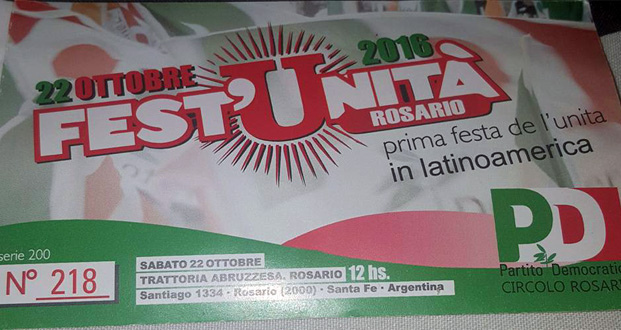 22 OTTOBRE 2016
FEST'UNITÀ
ROSARIO
prima festa de l'unita
in latinoamerica
PD
Partito Democratic
CIRCOLO ROSARI
serie 200
Nº 218
SABATO 22 OTTOBRE
TRATTORIA ABRUZZESA. ROSARIO 12 hs.
Santiago 1334 - Rosario (2000) - Santa Fe - Argentina